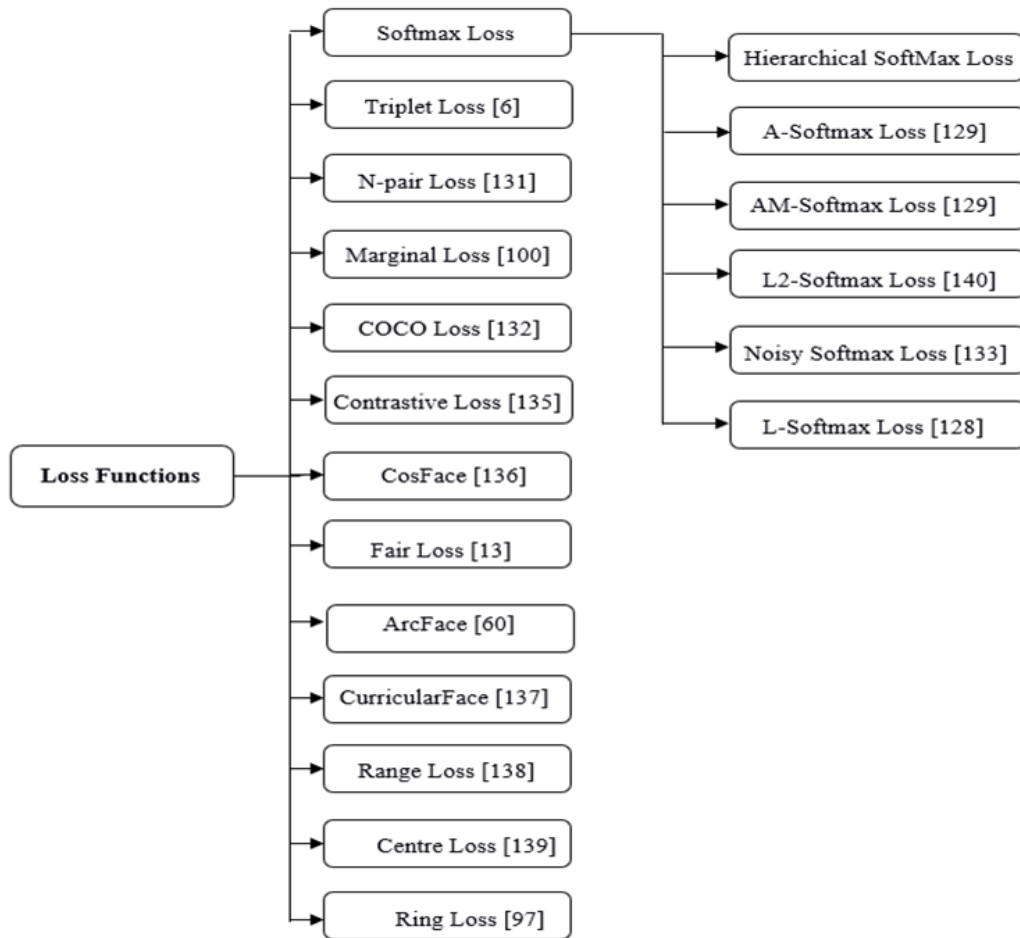 Softmax Loss
Triplet Loss [6]
N-pair Loss [131]
Marginal Loss [100]
COCO Loss [132]
Contrastive Loss [135]
Loss Functions
CosFace [136]
Fair Loss [13]
ArcFace [60]
CurricularFace [137]
Range Loss [138]
Centre Loss [139]
Ring Loss [97]
Hierarchical SoftMax Loss
A-Softmax Loss [129]
AM-Softmax Loss [129]
L2-Softmax Loss [140]
Noisy Softmax Loss [133]
L-Softmax Loss [128]